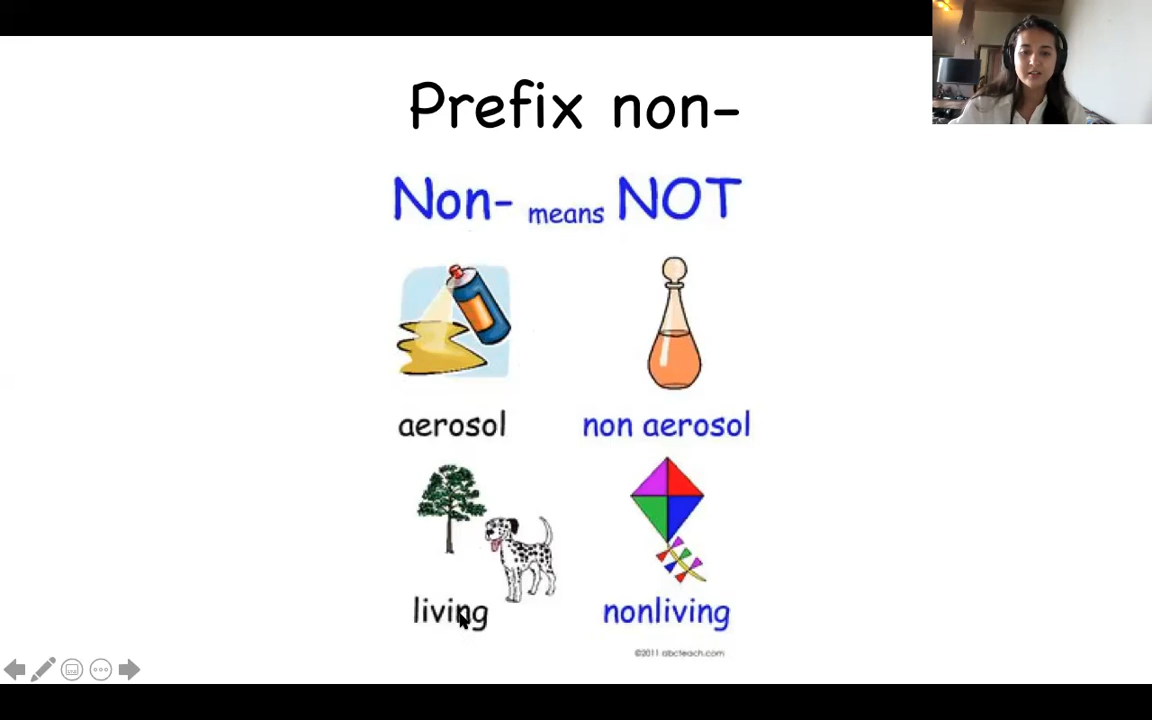 Prefix non-
Non- means NOT
aerosol non aerosol
living nonliving
©2011 abcteach.com